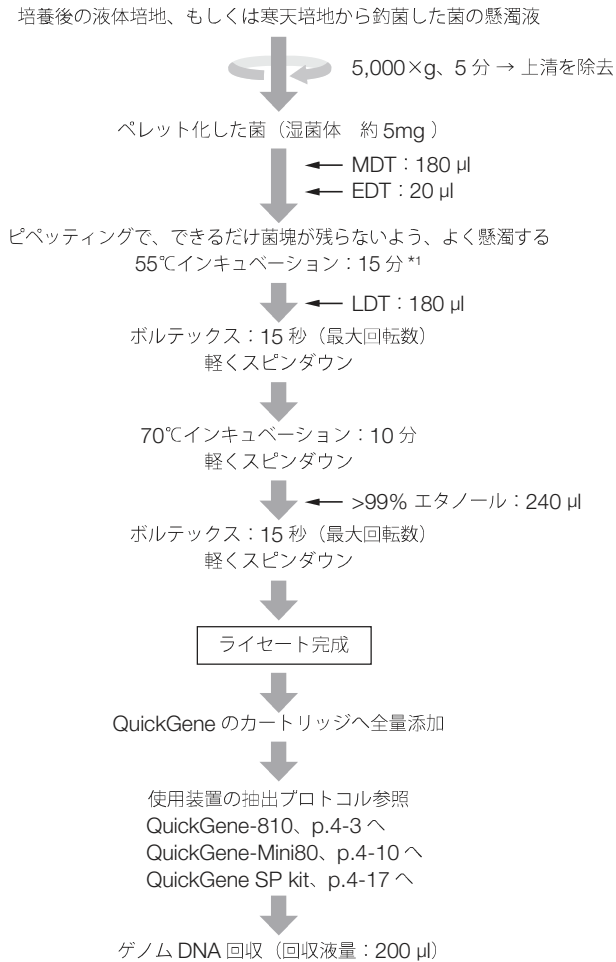 培養後の液体培地、もしくは寒天培地から釣菌した菌の懸濁液
5,000×g、5 分 → 上清を除去
ペレット化した菌（湿菌体　約 5mg ）
MDT：180 μl
EDT：20 μl
ピペッティングで、できるだけ菌塊が残らないよう、よく懸濁する
55℃インキュベーション：15 分 *1
LDT：180 μl
ボルテックス：15 秒（最大回転数）
軽くスピンダウン
70℃インキュベーション：10 分
軽くスピンダウン
>99% エタノール：240 μl
ボルテックス：15 秒（最大回転数）
軽くスピンダウン
ライセート完成
QuickGene のカートリッジへ全量添加
使用装置の抽出プロトコル参照
QuickGene-810、p.4-3 へ
QuickGene-Mini80、p.4-10 へ
QuickGene SP kit、p.4-17 へ
ゲノム DNA 回収（回収液量：200 μl）